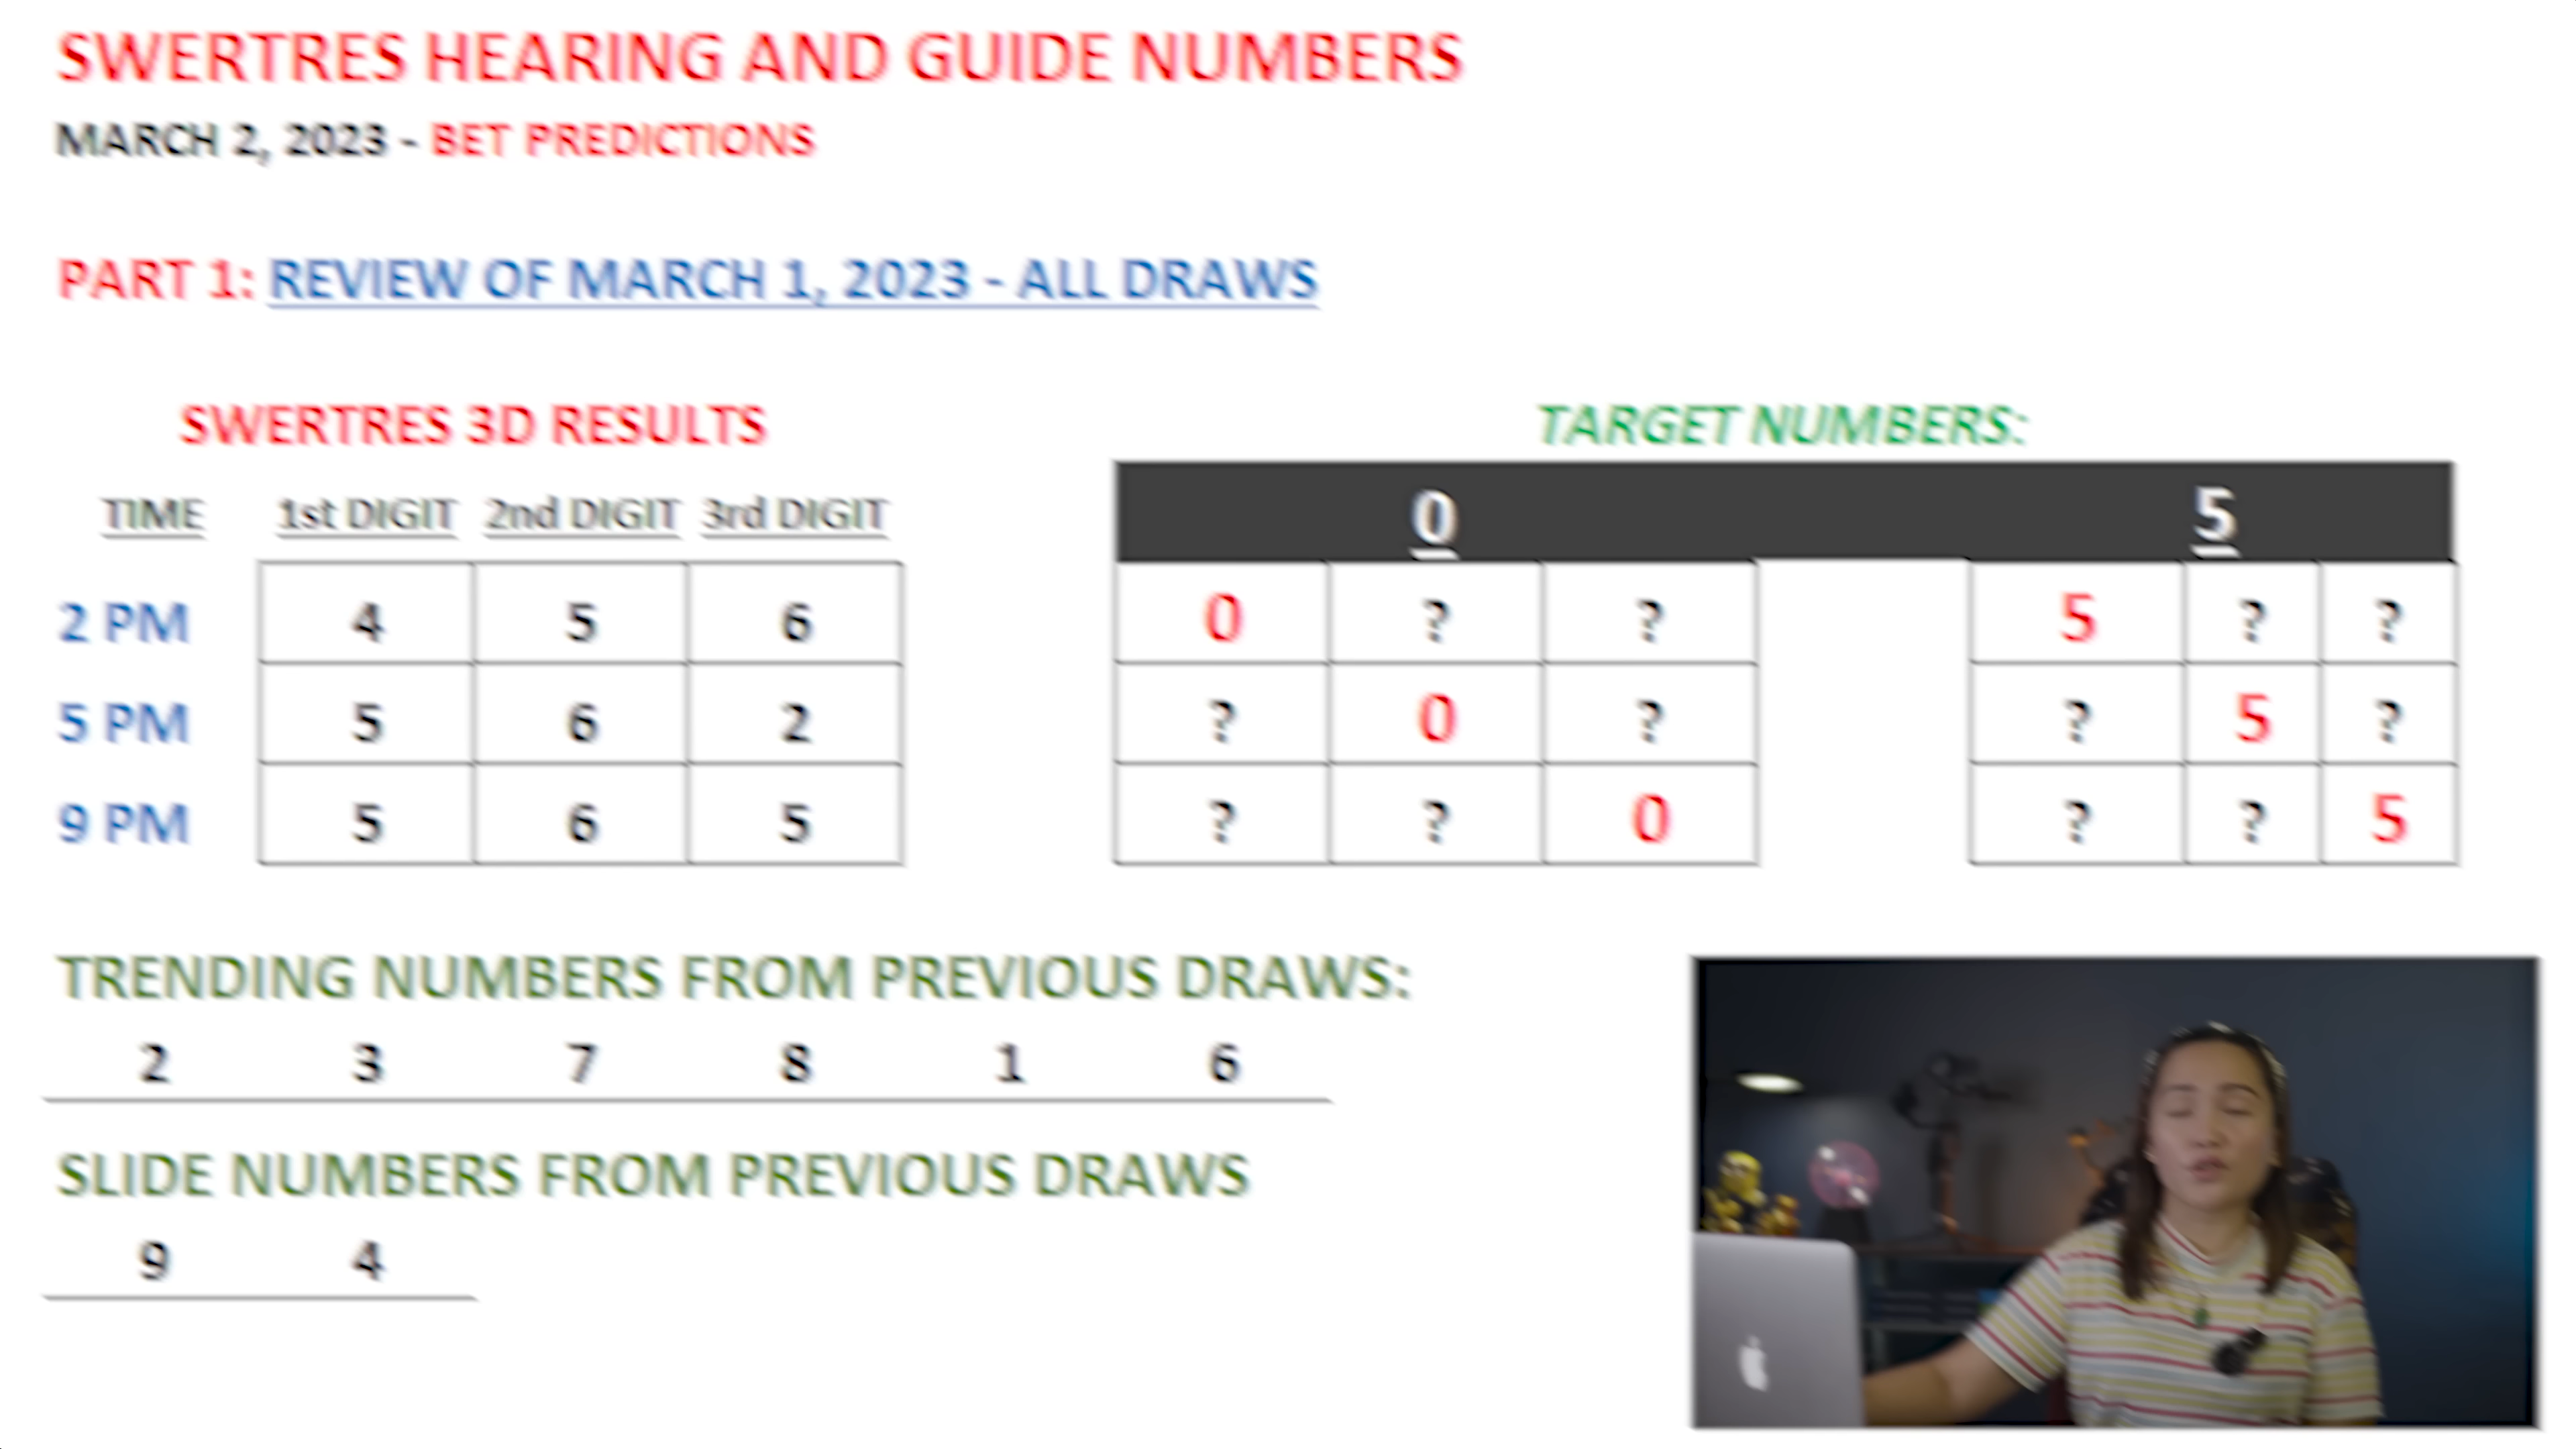 SWERTRES HEARING AND GUIDE NUMBERS
MARCH 2, 2023 - BET PREDICTIONS
PART 1: REVIEW OF MARCH 1, 2023 - ALL DRAWS
SWERTRES 3D RESULTS
TIME 1st DIGIT 2nd DIGIT 3rd DIGIT
2 PM 4 5 6
5 PM 5 6 2
9 PM 5 6 5
TARGET NUMBERS:
0 5
0 ? ? 5 ? ?
? 0 ? ? 5 ?
? ? 0 ? ? 5
TRENDING NUMBERS FROM PREVIOUS DRAWS:
2 3 7 8 1 6
SLIDE NUMBERS FROM PREVIOUS DRAWS
9 4